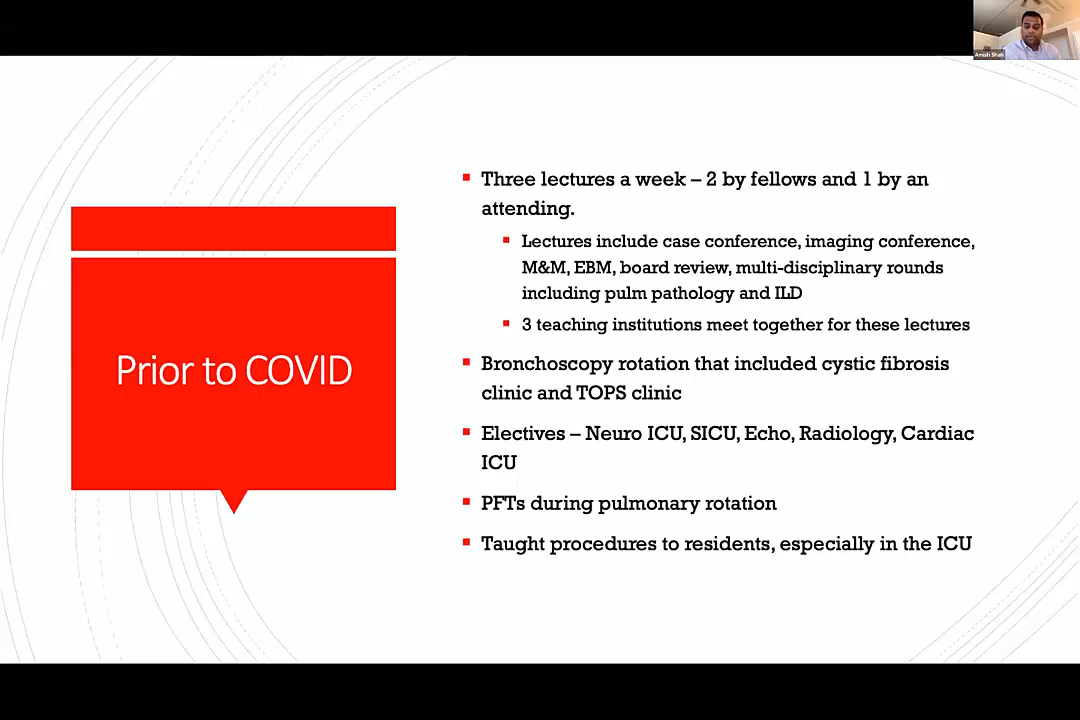 Amish Shah
Prior to COVID
Three lectures a week – 2 by fellows and 1 by an
attending.
Lectures include case conference, imaging conference,
M&M, EBM, board review, multi-disciplinary rounds
including pulm pathology and ILD
3 teaching institutions meet together for these lectures
Bronchoscopy rotation that included cystic fibrosis
clinic and TOPS clinic
Electives – Neuro ICU, SICU, Echo, Radiology, Cardiac
ICU
PFTs during pulmonary rotation
Taught procedures to residents, especially in the ICU